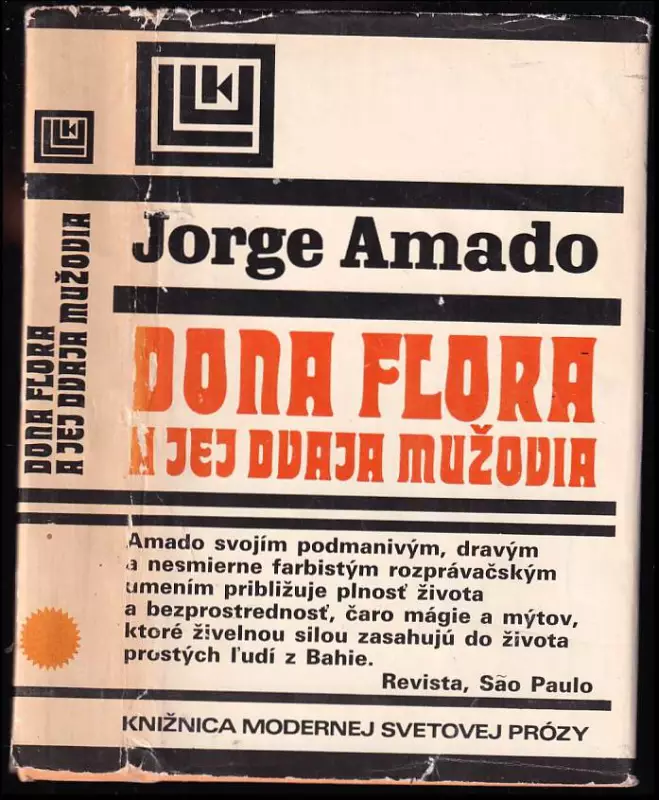 DONA FLORA
A JEJ DVAJA MUŽOVIA
Jorge Amado
DONA FLORA
A JEJ DVAJA MUŽOVIA
Amado svojím podmanivým, dravým
a nesmierne farbistým rozprávačským
umením približuje plnosť života
a bezprostrednosť, čaro mágie a mýtov,
ktoré živelnou silou zasahujú do života
prostých ľudí z Bahie.
Revista, São Paulo
KNIŽNICA MODERNEJ SVETOVEJ PRÓZY